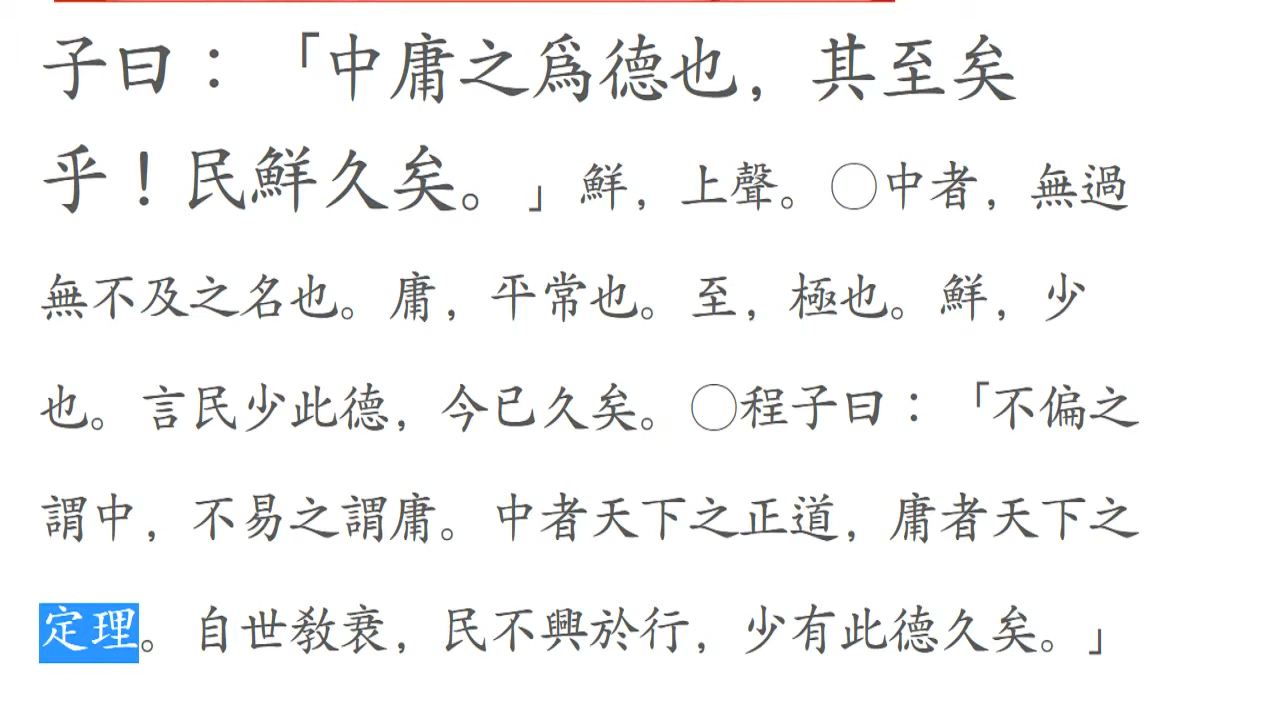 子曰：「中庸之爲德也，其至矣
乎！民鮮久矣。」鮮，上聲。○中者，無過
無不及之名也。庸，平常也。至，極也。鮮，少
也。言民少此德，今已久矣。○程子曰：「不偏之
謂中，不易之謂庸。中者天下之正道，庸者天下之
定理。自世教衰，民不興於行，少有此德久矣。」